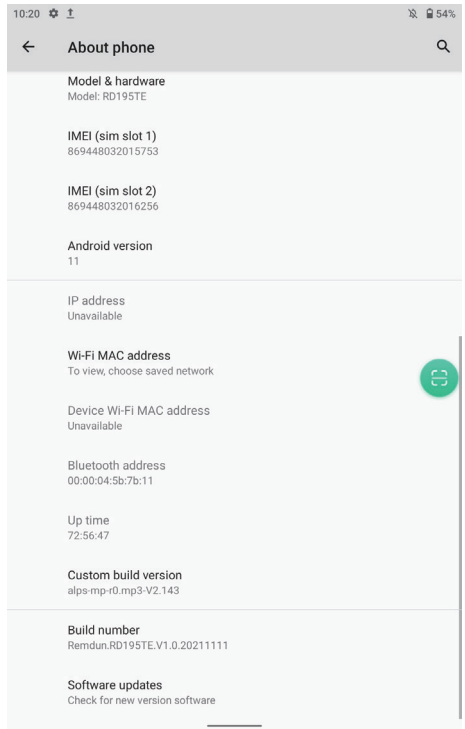 10:20
54%
About phone
Model & hardware
Model: RD195TE
IMEI (sim slot 1)
869448032015753
IMEI (sim slot 2)
869448032016256
Android version
11
IP address
Unavailable
Wi-Fi MAC address
To view, choose saved network
Device Wi-Fi MAC address
Unavailable
Bluetooth address
00:00:04:5b:7b:11
Up time
72:56:47
Custom build version
alps-mp-r0.mp3-V2.143
Build number
Remdun.RD195TE.V1.0.20211111
Software updates
Check for new version software